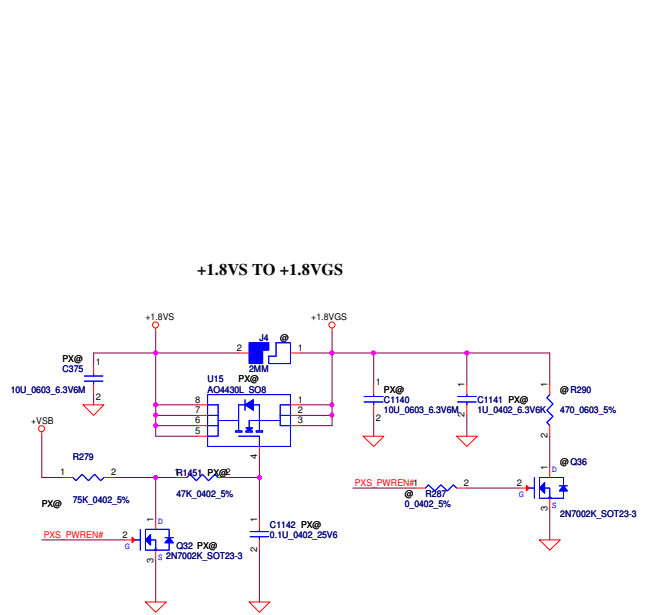 +1.8VS TO +1.8VGS
+1.8VS
+1.8VGS
J4 @
2 1
2MM
PX@
C375
1
2
10U_0603_6.3V6M
U15 PX@
AO4430L_SO8
8
7
6
5
1
2
3
4
1
PX@
C1140
10U_0603_6.3V6M
2
1
C1141 PX@
1U_0402_6.3V6K
2
1
@ R290
470_0603_5%
2
+VSB
R279
1 2
75K_0402_5%
PX@
1 R1451 PX@ 2
47K_0402_5%
PXS_PWREN#
2
G
1
D
S
3
Q32 PX@
2N7002K_SOT23-3
1
C1142 PX@
0.1U_0402_25V6
2
PXS_PWREN#
1 2
@ R287
0_0402_5%
2
G
1
D
S
3
@ Q36
2N7002K_SOT23-3